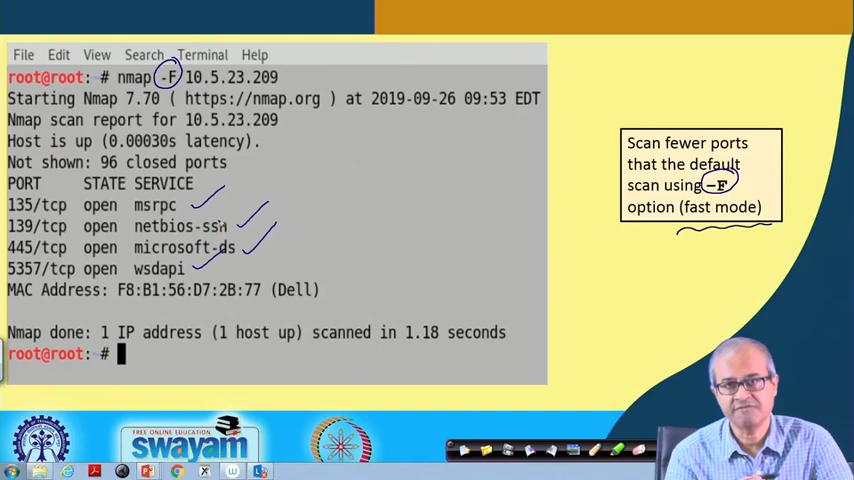 File Edit View Search Terminal Help
root@root:~# nmap -F 10.5.23.209
Starting Nmap 7.70 ( https://nmap.org ) at 2019-09-26 09:53 EDT
Nmap scan report for 10.5.23.209
Host is up (0.00030s latency).
Not shown: 96 closed ports
PORT STATE SERVICE
135/tcp open msrpc
139/tcp open netbios-ssn
445/tcp open microsoft-ds
5357/tcp open wsdapi
MAC Address: F8:B1:56:D7:2B:77 (Dell)
Nmap done: 1 IP address (1 host up) scanned in 1.18 seconds
root@root:~#
Scan fewer ports
that the default
scan using –F
option (fast mode)
FREE ONLINE EDUCATION
swayam